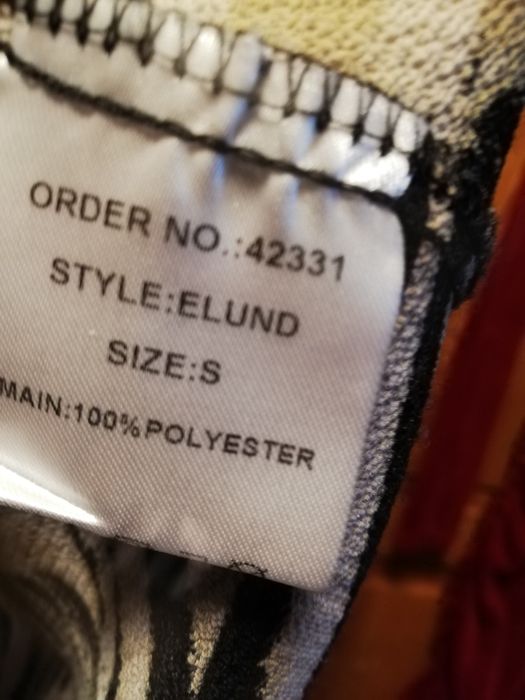 ORDER NO.:42331
STYLE:ELUND
SIZE:S
MAIN:100%POLYESTER